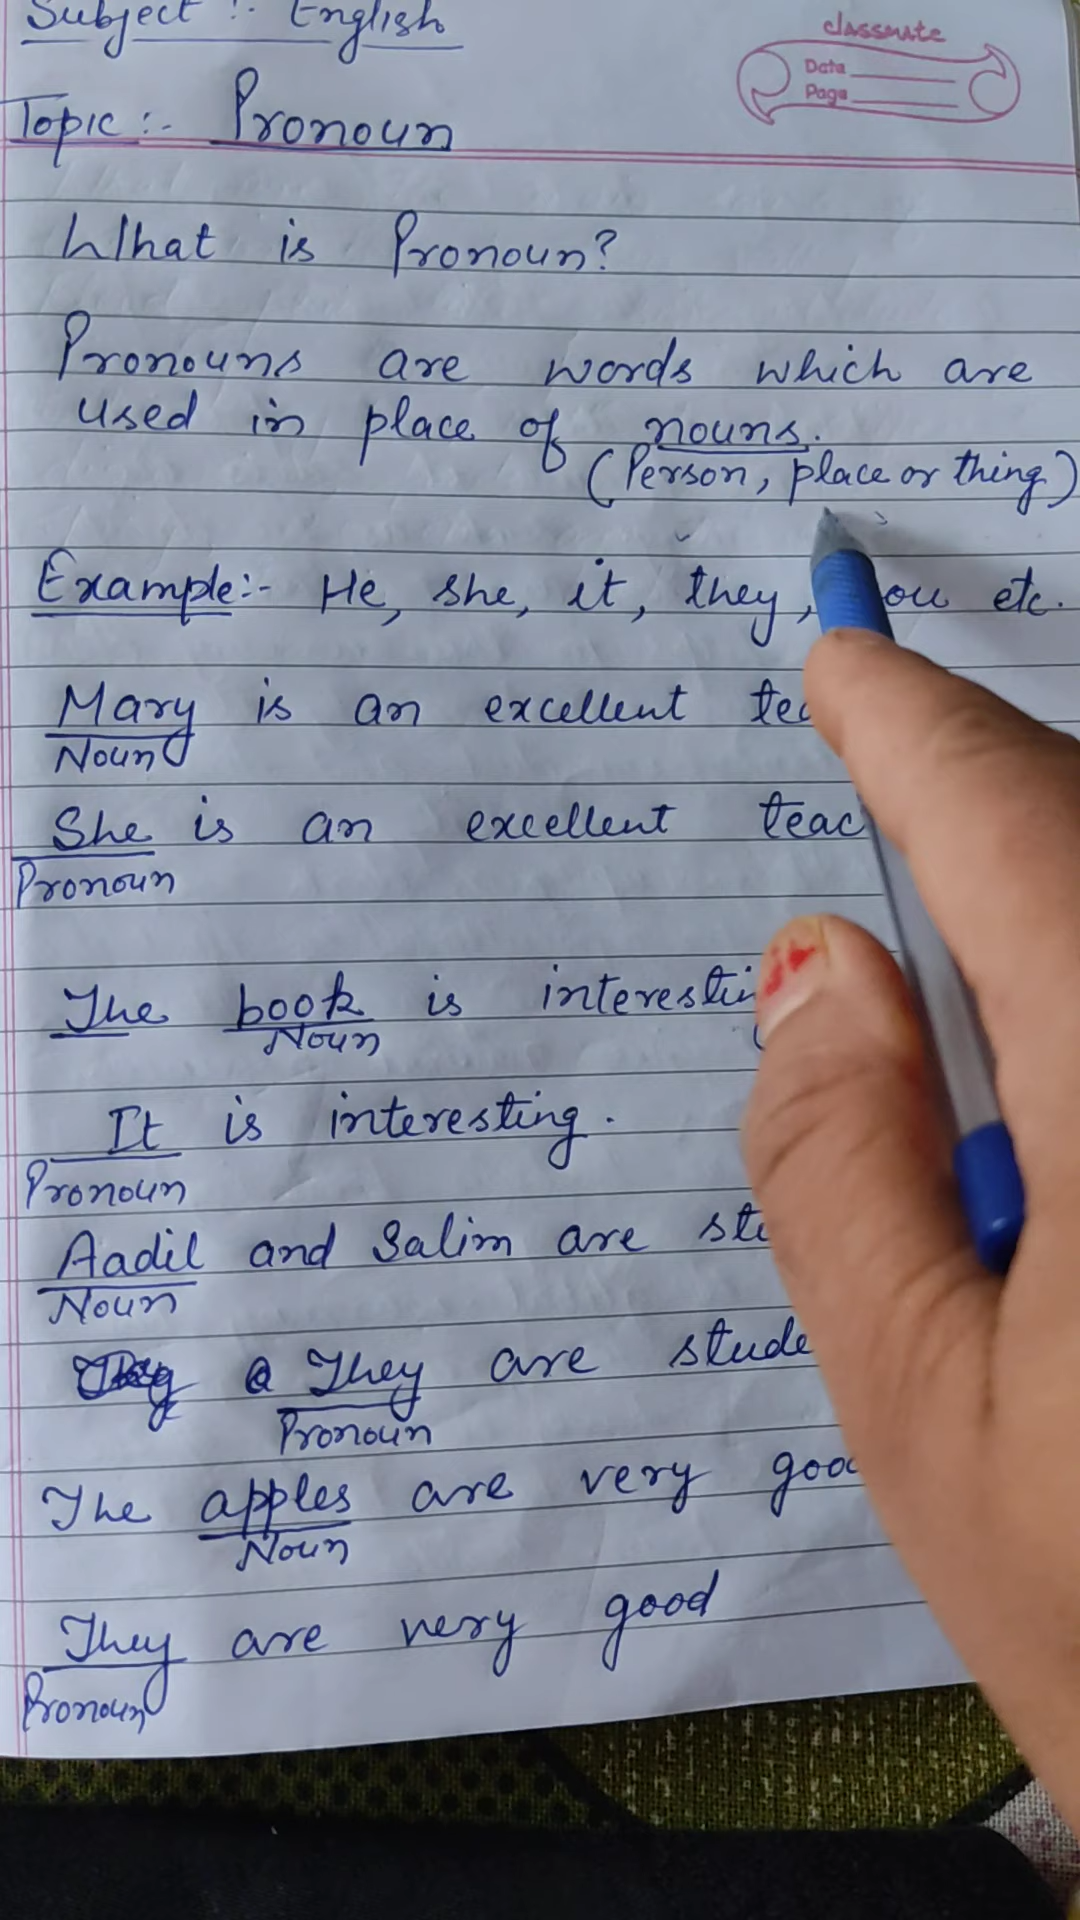 Subject :- English
classmate
Date
Page
Topic :- Pronoun
What is Pronoun?
Pronouns are words which are
used in place of nouns.
(Person, place or thing)
Example:- He, she, it, they, etc.
Mary is an excellent
Noun
She is an excellent
Pronoun
The book is
Noun
It is interesting.
Pronoun
Aadil and Salim are
Noun
They are
Pronoun
The apples are very
Noun
They are very good
Pronoun